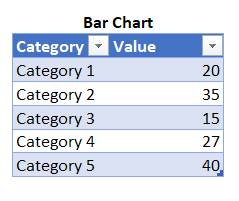 Bar Chart
Category Value
Category 1 20
Category 2 35
Category 3 15
Category 4 27
Category 5 40